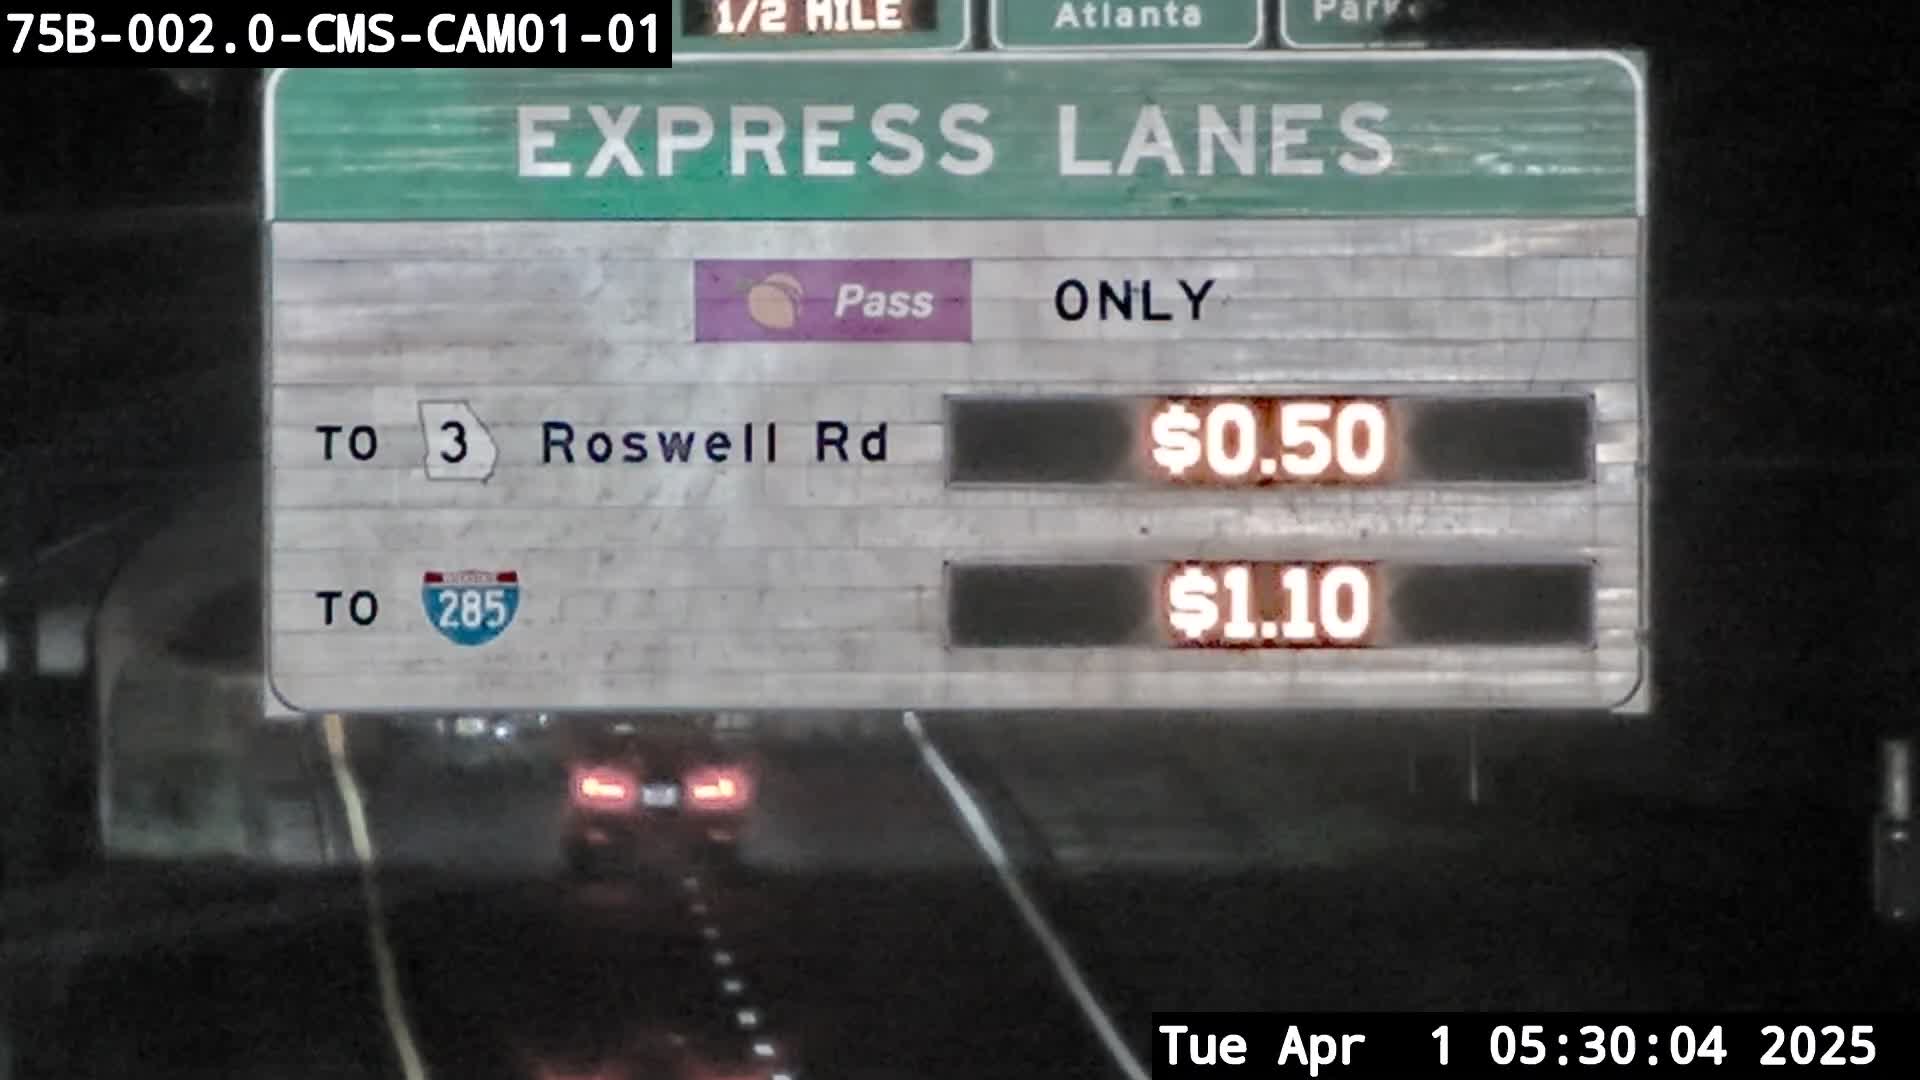 75B-002.0-CMS-CAM01-01
1/2 MILE
Atlanta
Park
EXPRESS LANES
Pass ONLY
TO 3 Roswell Rd $0.50
TO 285 $1.10
Tue Apr 1 05:30:04 2025